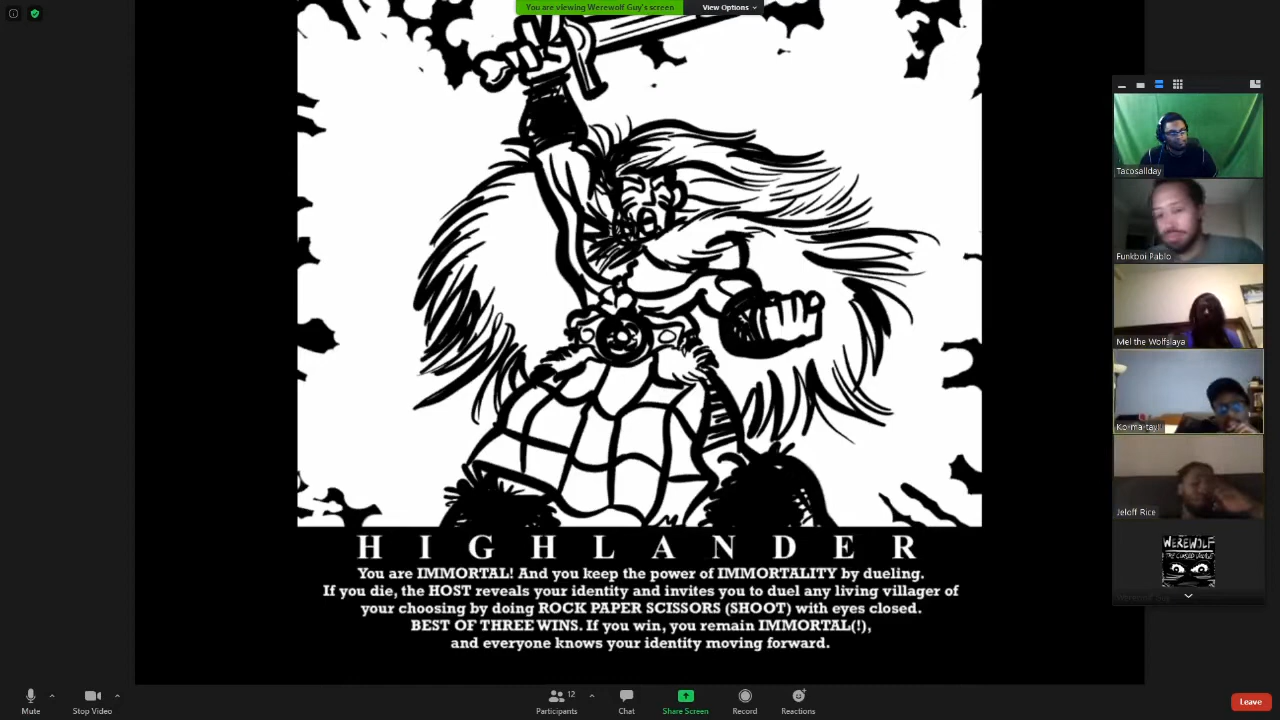 You are viewing Werewolf Guy's screen
View Options
Tacosallday
Funkboi Pablo
Mel the Wolfslaya
Jeloff Rice
WEREWOLF
THE CURSED VILLAGE
HIGHLANDER
You are IMMORTAL! And you keep the power of IMMORTALITY by dueling.
If you die, the HOST reveals your identity and invites you to duel any living villager of
your choosing by doing ROCK PAPER SCISSORS (SHOOT) with eyes closed.
BEST OF THREE WINS. If you win, you remain IMMORTAL(!),
and everyone knows your identity moving forward.
Mute
Stop Video
12
Participants
Chat
Share Screen
Record
Reactions
Leave